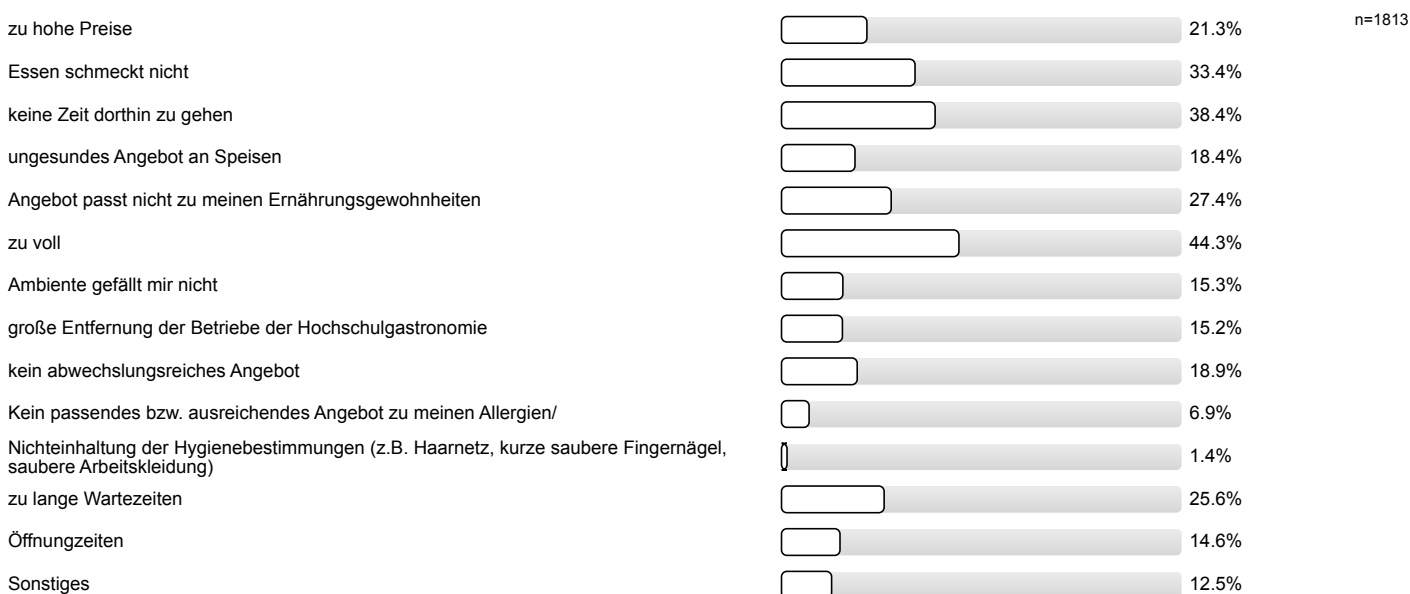 zu hohe Preise 21.3% n=1813
Essen schmeckt nicht 33.4%
keine Zeit dorthin zu gehen 38.4%
ungesundes Angebot an Speisen 18.4%
Angebot passt nicht zu meinen Ernährungsgewohnheiten 27.4%
zu voll 44.3%
Ambiente gefällt mir nicht 15.3%
große Entfernung der Betriebe der Hochschulgastronomie 15.2%
kein abwechslungsreiches Angebot 18.9%
Kein passendes bzw. ausreichendes Angebot zu meinen Allergien/ 6.9%
Nichteinhaltung der Hygienebestimmungen (z.B. Haarnetz, kurze saubere Fingernägel,
saubere Arbeitskleidung) 1.4%
zu lange Wartezeiten 25.6%
Öffnungzeiten 14.6%
Sonstiges 12.5%